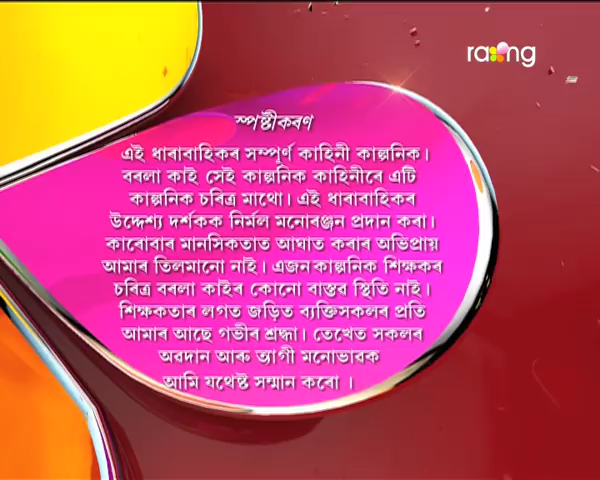 rang
স্পষ্টীকৰণ
এই ধাৰাবাহিকৰ সম্পূৰ্ণ কাহিনী কাল্পনিক।
বৰলা কাই সেই কাল্পনিক কাহিনীৰে এটি
কাল্পনিক চৰিত্ৰ মাথো। এই ধাৰাবাহিকৰ
উদ্দেশ্য দৰ্শকক নিৰ্মল মনোৰঞ্জন প্ৰদান কৰা।
কাৰোবাৰ মানসিকতাত আঘাত কৰাৰ অভিপ্ৰায়
আমাৰ তিলমানো নাই। এজন কাল্পনিক শিক্ষকৰ
চৰিত্ৰ বৰলা কাইৰ কোনো বাস্তৱ স্থিতি নাই।
শিক্ষকতাৰ লগত জড়িত ব্যক্তিসকলৰ প্ৰতি
আমাৰ আছে গভীৰ শ্ৰদ্ধা। তেখেত সকলৰ
অৱদান আৰু ত্যাগী মনোভাৱক
আমি যথেষ্ট সন্মান কৰো ।